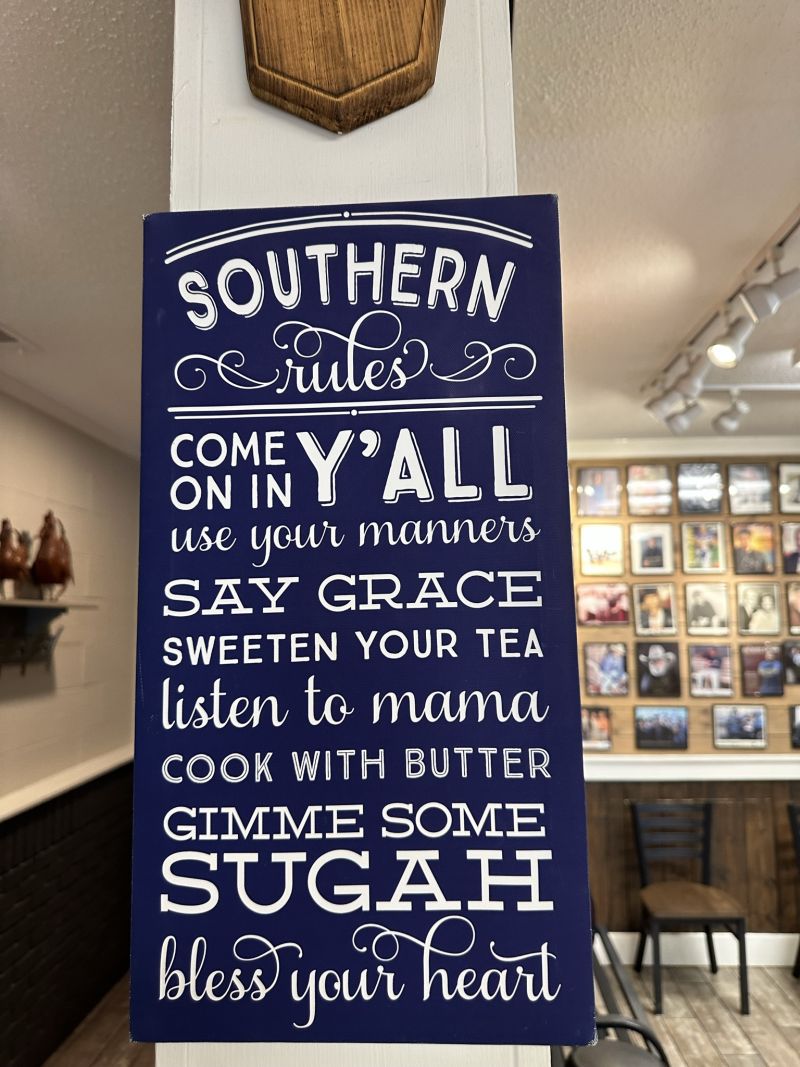 SOUTHERN
rules
COME
ON IN Y'ALL
use your manners
SAY GRACE
SWEETEN YOUR TEA
listen to mama
COOK WITH BUTTER
GIMME SOME
SUGAH
bless your heart